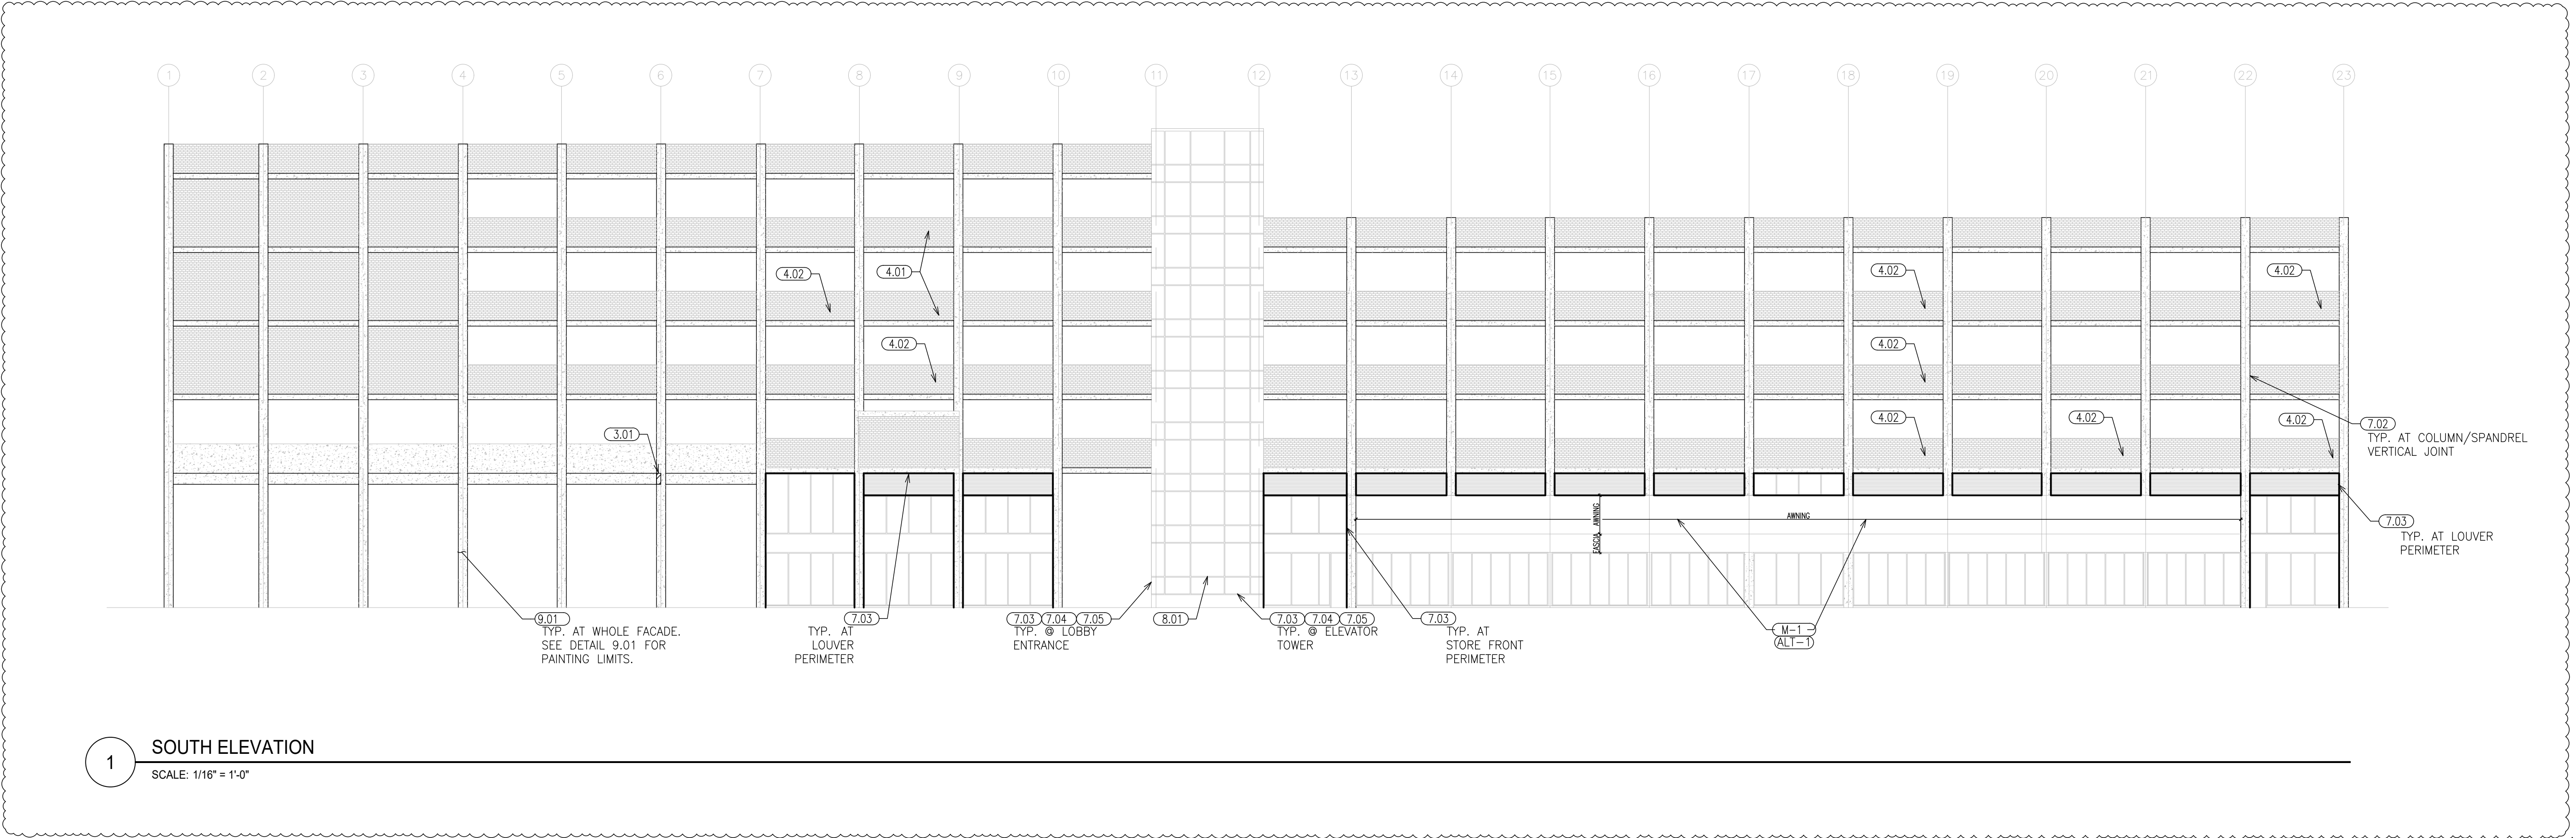 1 2 3 4 5 6 7 8 9 10 11 12 13 14 15 16 17 18 19 20 21 22 23
4.02
4.01
4.02
4.02
4.02
4.02
4.02
3.01
4.02
4.02
4.02
7.02
TYP. AT COLUMN/SPANDREL
VERTICAL JOINT
AWNING
AWNING
FASCIA
7.03
TYP. AT LOUVER
PERIMETER
9.01
TYP. AT WHOLE FACADE.
SEE DETAIL 9.01 FOR
PAINTING LIMITS.
7.03
TYP. AT
LOUVER
PERIMETER
7.03 7.04 7.05
TYP. @ LOBBY
ENTRANCE
8.01
7.03 7.04 7.05
TYP. @ ELEVATOR
TOWER
7.03
TYP. AT
STORE FRONT
PERIMETER
M-1
ALT-1
1
SOUTH ELEVATION
SCALE: 1/16" = 1'-0"